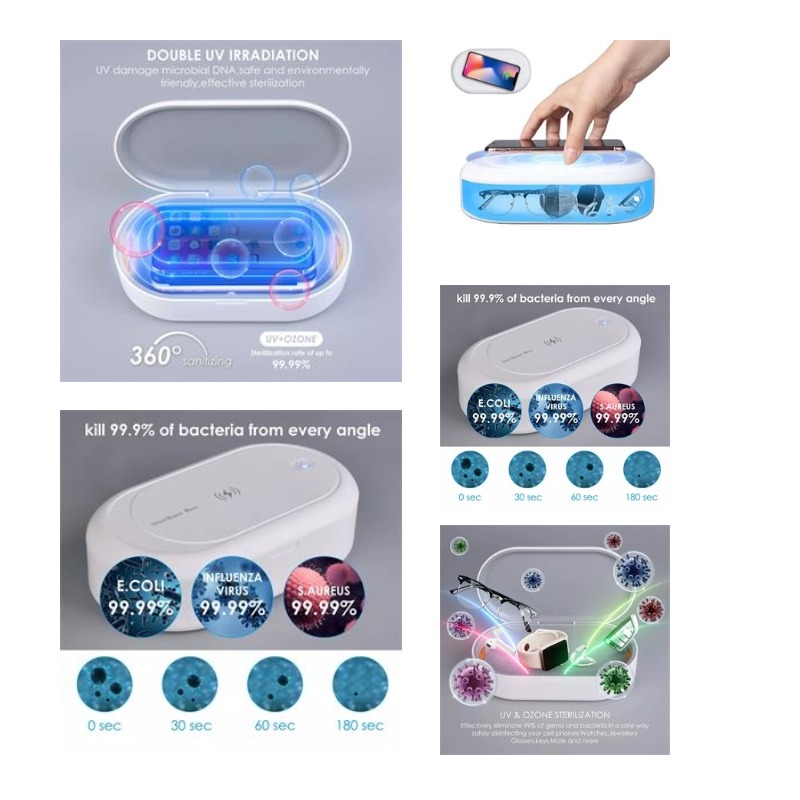 DOUBLE UV IRRADIATION
UV damage microbial DNA,safe and environmentally
friendly,effective sterilization
360° sanitizing
UV+OZONE
Sterilization rate of up to
99.99%
kill 99.9% of bacteria from every angle
E.COLI
99.99%
INFLUENZA
VIRUS
99.99%
S.AUREUS
99.99%
0 sec
30 sec
60 sec
180 sec
kill 99.9% of bacteria from every angle
E.COLI
99.99%
INFLUENZA
VIRUS
99.99%
S.AUREUS
99.99%
0 sec
30 sec
60 sec
180 sec
UV & OZONE STERILIZATION
Effectively eliminate 99% of germs and bacteria in a safe way
safely disinfecting your cell phones,Watches,Jewellery
Glasses,keys,Mask and more